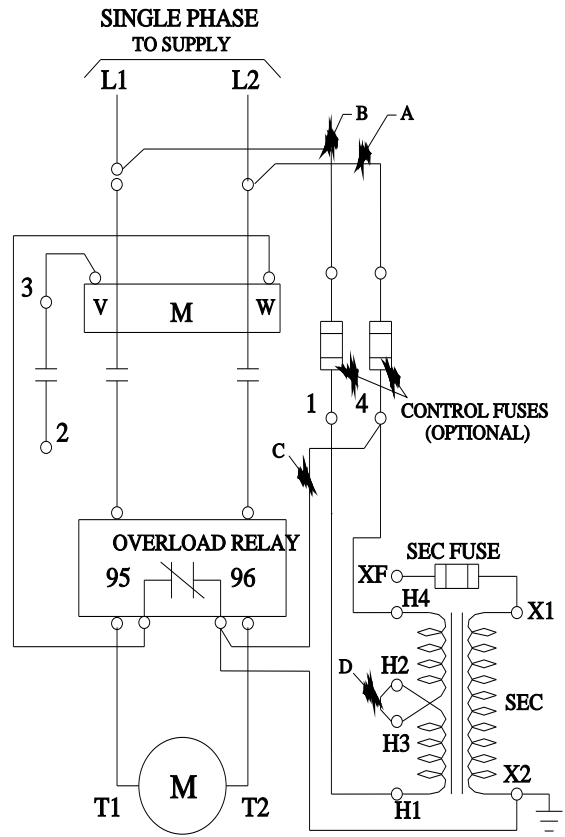 SINGLE PHASE
TO SUPPLY
L1 L2
B A
3
V M W
2
1 4
CONTROL FUSES
(OPTIONAL)
C
OVERLOAD RELAY
95 96
SEC FUSE
XF
H4 X1
D H2
SEC
H3
X2
H1
T1 M T2